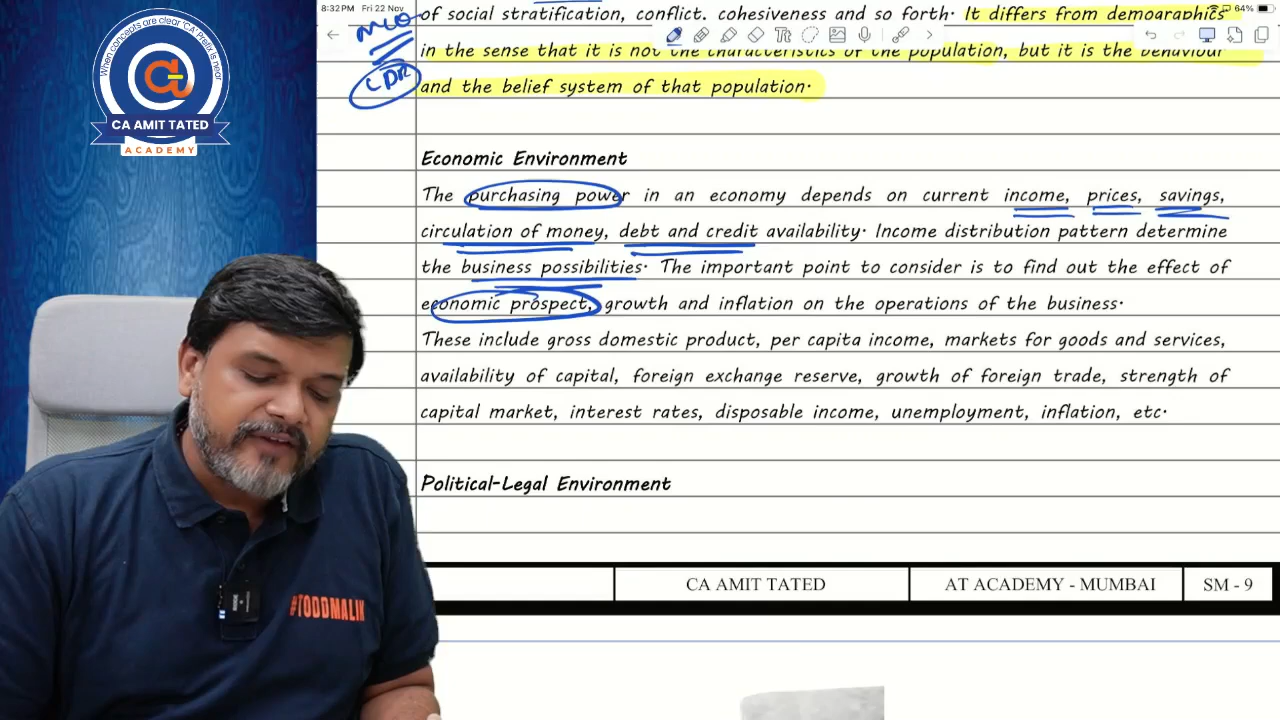 8:32 PM Fri 22 Nov
64%
of social stratification, conflict. cohesiveness and so forth. It differs from demographics
in the sense that it is not the characteristics of the population, but it is the behaviour
and the belief system of that population.
MCQ
LDR
When concepts are clear 'CA' Prefix is near
CA AMIT TATED
ACADEMY
Economic Environment
The purchasing power in an economy depends on current income, prices, savings,
circulation of money, debt and credit availability. Income distribution pattern determine
the business possibilities. The important point to consider is to find out the effect of
economic prospect, growth and inflation on the operations of the business.
These include gross domestic product, per capita income, markets for goods and services,
availability of capital, foreign exchange reserve, growth of foreign trade, strength of
capital market, interest rates, disposable income, unemployment, inflation, etc.
Political-Legal Environment
CA AMIT TATED
AT ACADEMY - MUMBAI
SM - 9
#TODDMALIK